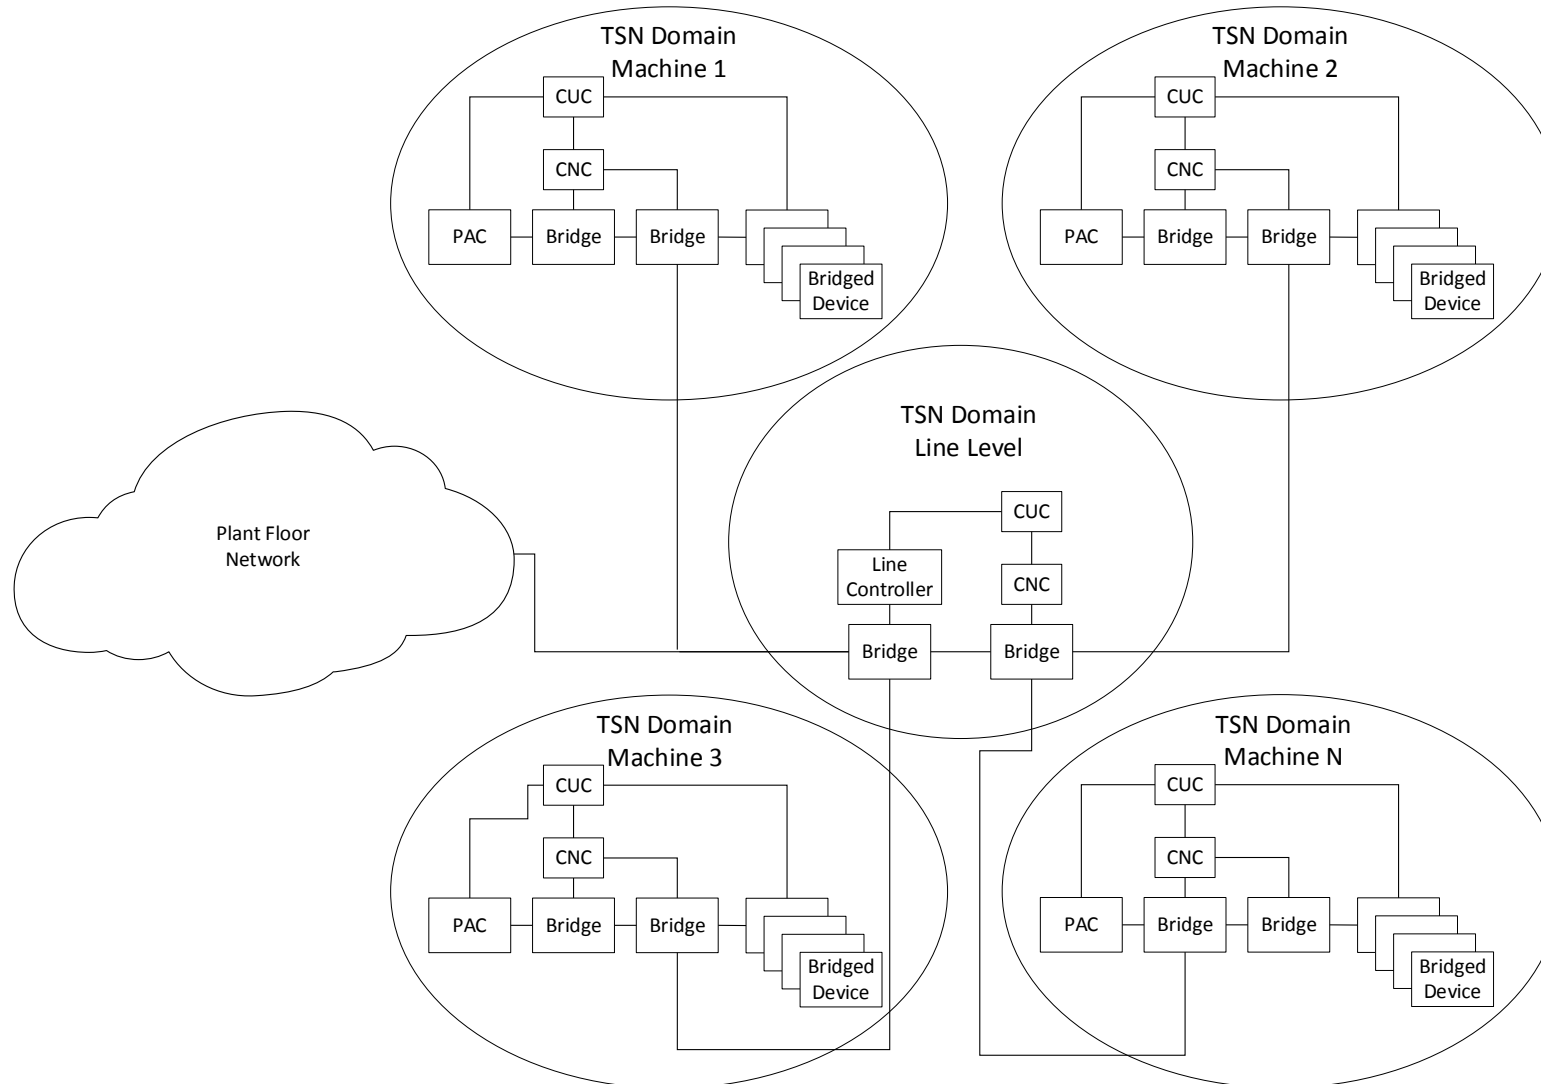 TSN Domain
Machine 1
CUC
CNC
PAC
Bridge
Bridge
Bridged
Device
TSN Domain
Machine 2
CUC
CNC
PAC
Bridge
Bridge
Bridged
Device
Plant Floor
Network
TSN Domain
Line Level
CUC
Line
Controller
CNC
Bridge
Bridge
TSN Domain
Machine 3
CUC
CNC
PAC
Bridge
Bridge
Bridged
Device
TSN Domain
Machine N
CUC
CNC
PAC
Bridge
Bridge
Bridged
Device